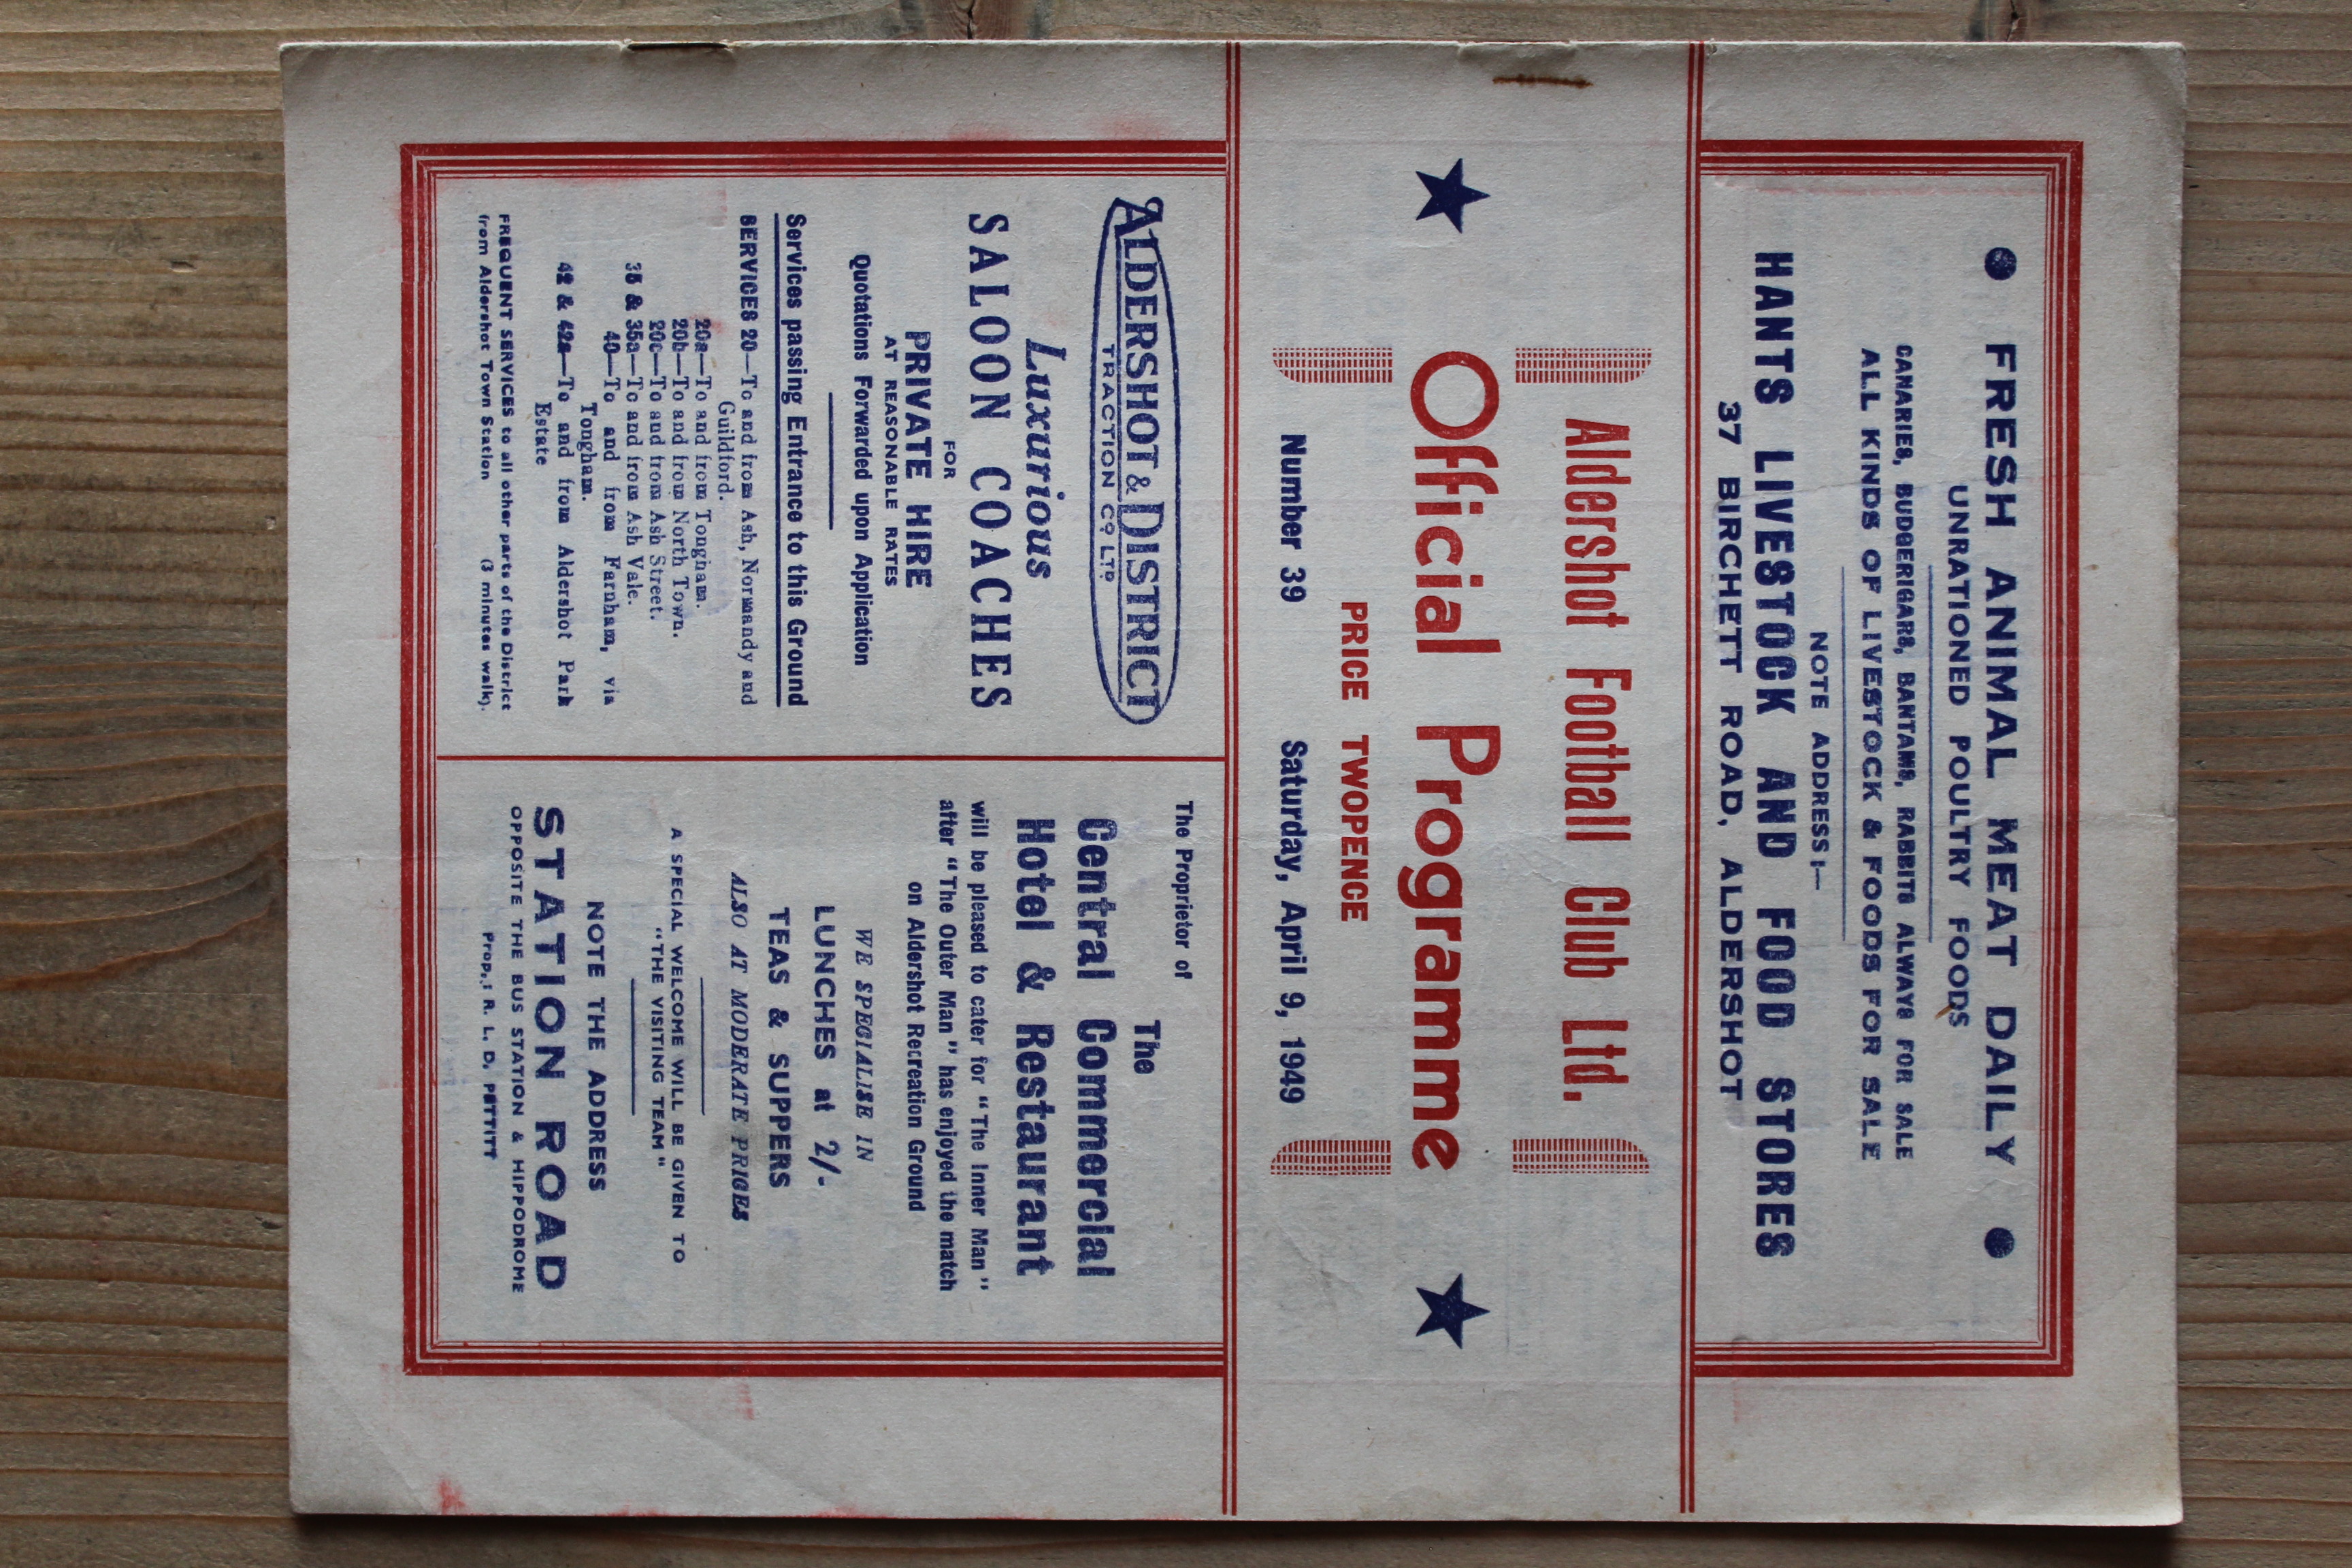 ● FRESH ANIMAL MEAT DAILY ●
UNRATIONED POULTRY FOODS
CANARIES, BUDGERIGARS, BANTAMS, RABBITS ALWAYS FOR SALE
ALL KINDS OF LIVESTOCK & FOODS FOR SALE
NOTE ADDRESS:—
HANTS LIVESTOCK AND FOOD STORES
37 BIRCHETT ROAD, ALDERSHOT
Aldershot Football Club Ltd.
★ Official Programme ★
PRICE TWOPENCE
Number 39 Saturday, April 9, 1949
ALDERSHOT & DISTRICT
TRACTION CO LTD
Luxurious
SALOON COACHES
FOR
PRIVATE HIRE
AT REASONABLE RATES
Quotations Forwarded upon Application
Services passing Entrance to this Ground
SERVICES 20—To and from Ash, Normandy and
Guildford.
20a—To and from Tongham.
20b—To and from North Town.
20c—To and from Ash Street.
35 & 35a—To and from Ash Vale.
40—To and from Farnham, via
Tongham.
42 & 42a—To and from Aldershot Park
Estate
FREQUENT SERVICES to all other parts of the District
from Aldershot Town Station (3 minutes walk).
The Proprietor of
The
Central Commercial
Hotel & Restaurant
will be pleased to cater for "The Inner Man"
after "The Outer Man" has enjoyed the match
on Aldershot Recreation Ground
WE SPECIALISE IN
LUNCHES at 2/-
TEAS & SUPPERS
ALSO AT MODERATE PRICES
A SPECIAL WELCOME WILL BE GIVEN TO
"THE VISITING TEAM"
NOTE THE ADDRESS
STATION ROAD
OPPOSITE THE BUS STATION & HIPPODROME
Prop.: R. L. D. PETTITT